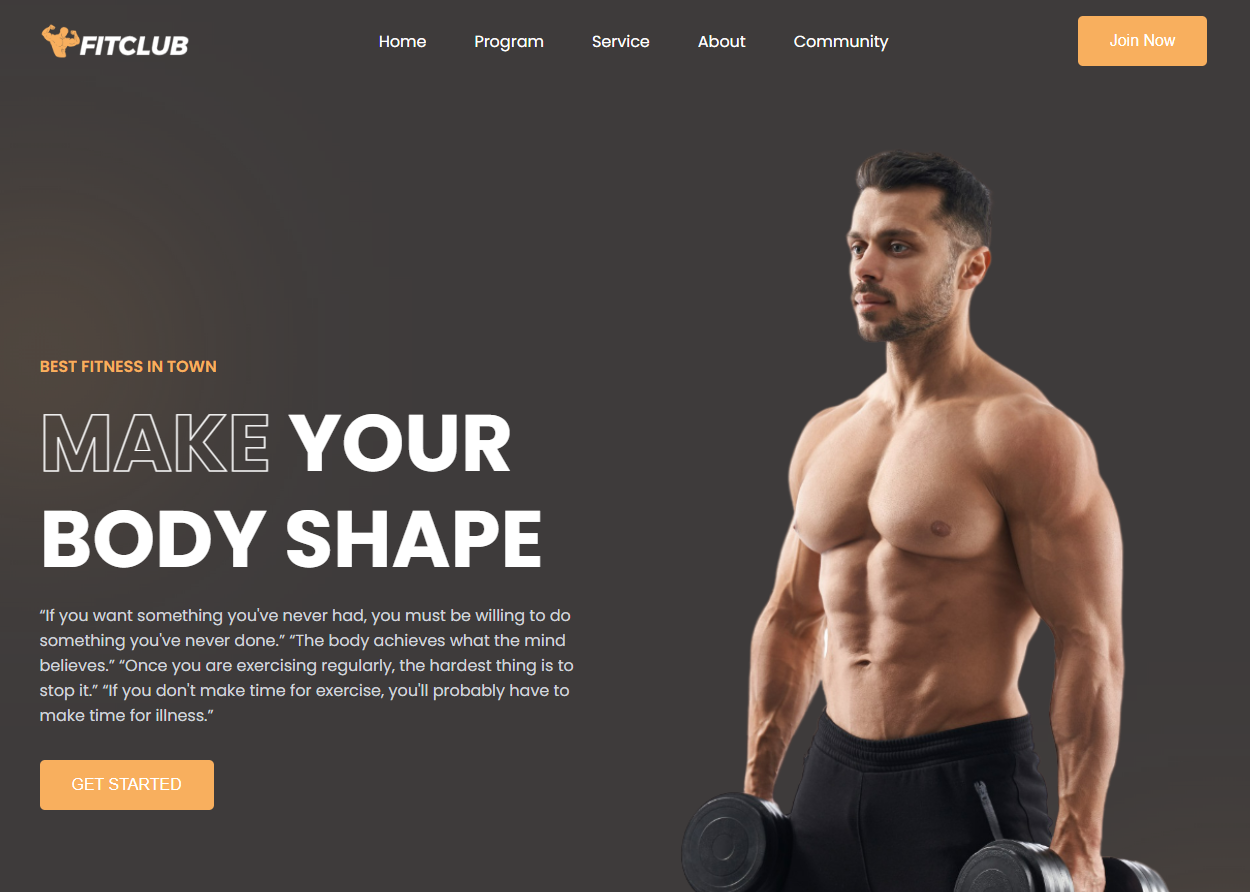 FITCLUB
Home Program Service About Community
Join Now
BEST FITNESS IN TOWN
MAKE YOUR
BODY SHAPE
“If you want something you've never had, you must be willing to do
something you've never done.” “The body achieves what the mind
believes.” “Once you are exercising regularly, the hardest thing is to
stop it.” “If you don't make time for exercise, you'll probably have to
make time for illness.”
GET STARTED